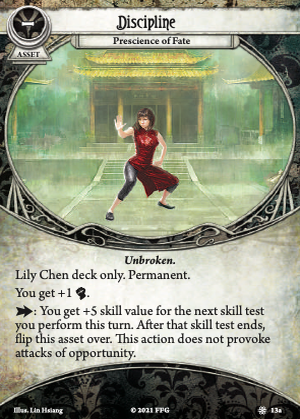 Discipline
Prescience of Fate
ASSET
Unbroken.
Lily Chen deck only. Permanent.
You get +1 .
: You get +5 skill value for the next skill test
you perform this turn. After that skill test ends,
flip this asset over. This action does not provoke
attacks of opportunity.
Illus. Lin Hsiang
© 2021 FFG
13a